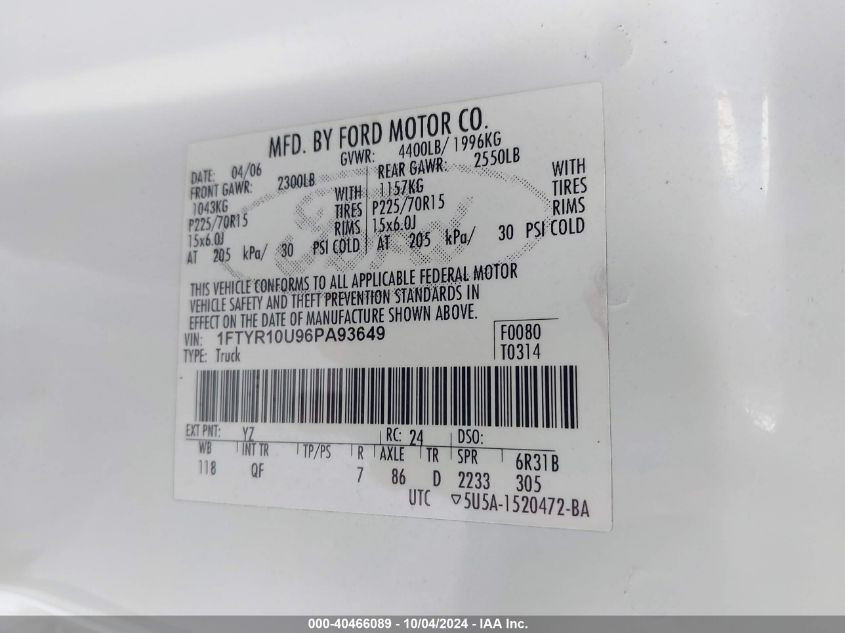 MFD. BY FORD MOTOR CO.
DATE: 04/06 GVWR: 4400LB/ 1996KG
FRONT GAWR: 2300LB REAR GAWR: 2550LB
1043KG WITH 1157KG WITH
P225/70R15 TIRES P225/70R15 TIRES
15x6.0J RIMS 15x6.0J RIMS
AT 205 kPa/ 30 PSI COLD AT 205 kPa/ 30 PSI COLD
Ford
THIS VEHICLE CONFORMS TO ALL APPLICABLE FEDERAL MOTOR
VEHICLE SAFETY AND THEFT PREVENTION STANDARDS IN
EFFECT ON THE DATE OF MANUFACTURE SHOWN ABOVE.
VIN: 1FTYR10U96PA93649 F0080
TYPE: Truck T0314
EXT PNT: YZ RC: 24 DSO:
WB INT TR TP/PS R AXLE TR SPR 6R31B
118 QF 7 86 D 2233 305
UTC ▽5U5A-1520472-BA
000-40466089 - 10/04/2024 - IAA Inc.